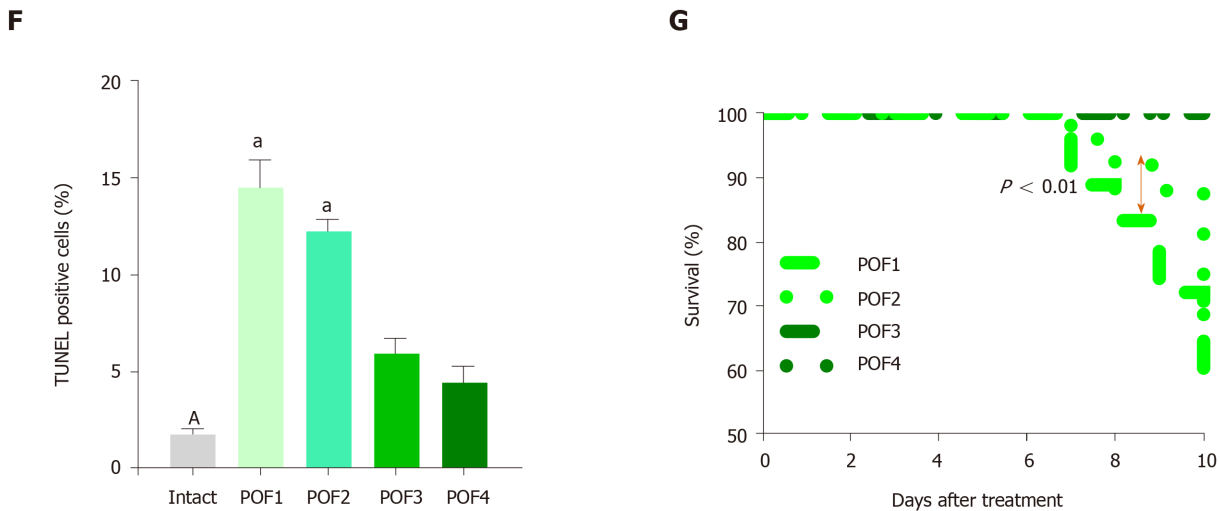 F
20
15
10
5
0
TUNEL positive cells (%)
A
a
a
Intact
POF1
POF2
POF3
POF4
G
100
90
80
70
60
50
Survival (%)
P < 0.01
POF1
POF2
POF3
POF4
0
2
4
6
8
10
Days after treatment